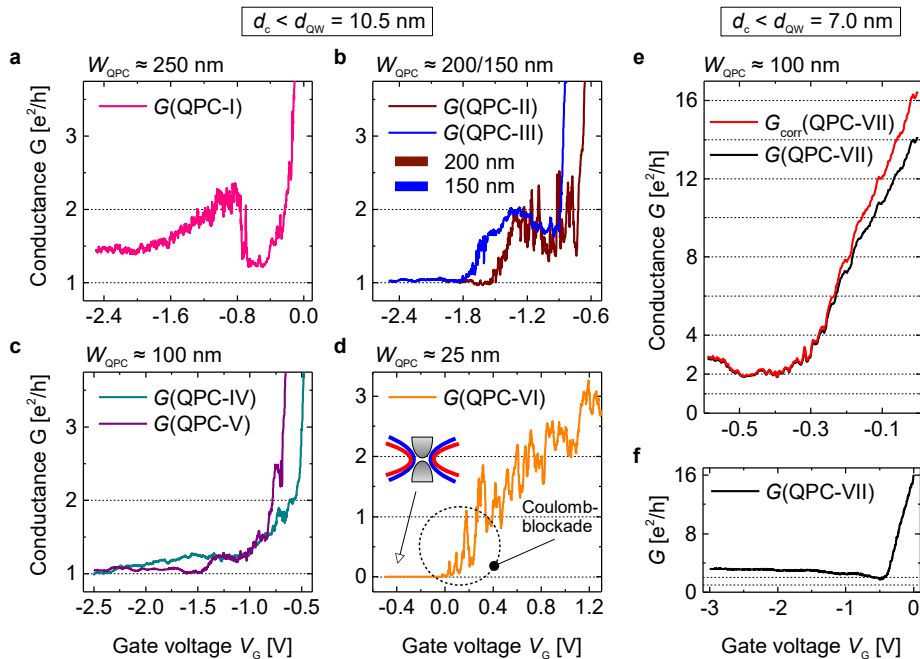 d_c < d_QW = 10.5 nm
d_c < d_QW = 7.0 nm
a
W_QPC ≈ 250 nm
G(QPC-I)
Conductance G [e²/h]
3
2
1
-2.4
-1.6
-0.8
0.0
b
W_QPC ≈ 200/150 nm
G(QPC-II)
G(QPC-III)
200 nm
150 nm
3
2
1
-2.4
-1.8
-1.2
-0.6
c
W_QPC ≈ 100 nm
G(QPC-IV)
G(QPC-V)
Conductance G [e²/h]
3
2
1
-2.5
-2.0
-1.5
-1.0
-0.5
Gate voltage V_G [V]
d
W_QPC ≈ 25 nm
G(QPC-VI)
Coulomb-
blockade
3
2
1
0
-0.4
0.0
0.4
0.8
1.2
Gate voltage V_G [V]
e
W_QPC ≈ 100 nm
G_corr(QPC-VII)
G(QPC-VII)
Conductance G [e²/h]
16
14
12
10
8
6
4
2
0
-0.5
-0.3
-0.1
f
G(QPC-VII)
G [e²/h]
16
8
0
-3
-2
-1
0
Gate voltage V_G [V]